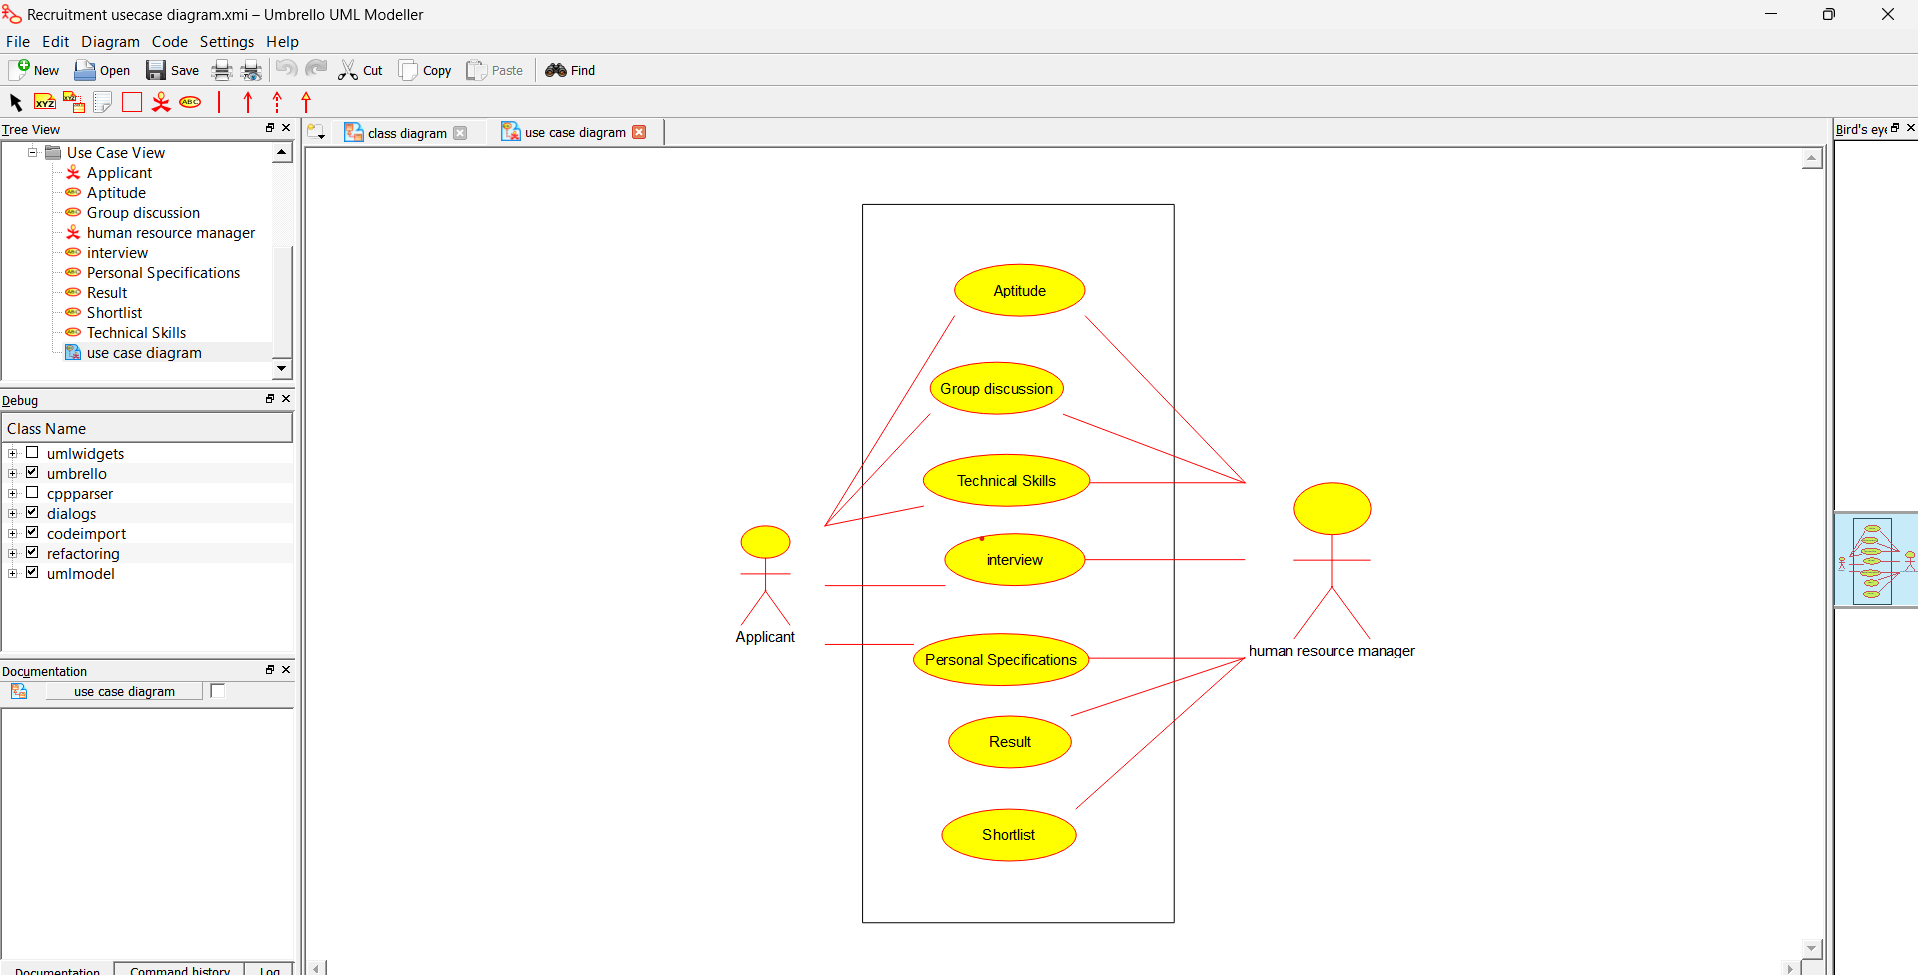 Recruitment usecase diagram.xmi – Umbrello UML Modeller
File Edit Diagram Code Settings Help
New Open Save Cut Copy Paste Find
XYZ XYZ ABC
Tree View
Use Case View
Applicant
Aptitude
Group discussion
human resource manager
interview
Personal Specifications
Result
Shortlist
Technical Skills
use case diagram
Debug
Class Name
umlwidgets
umbrello
cppparser
dialogs
codeimport
refactoring
umlmodel
Documentation
use case diagram
Documentation Command history Log
class diagram use case diagram
Aptitude
Group discussion
Technical Skills
interview
Personal Specifications
Result
Shortlist
Applicant
human resource manager
Bird's eye